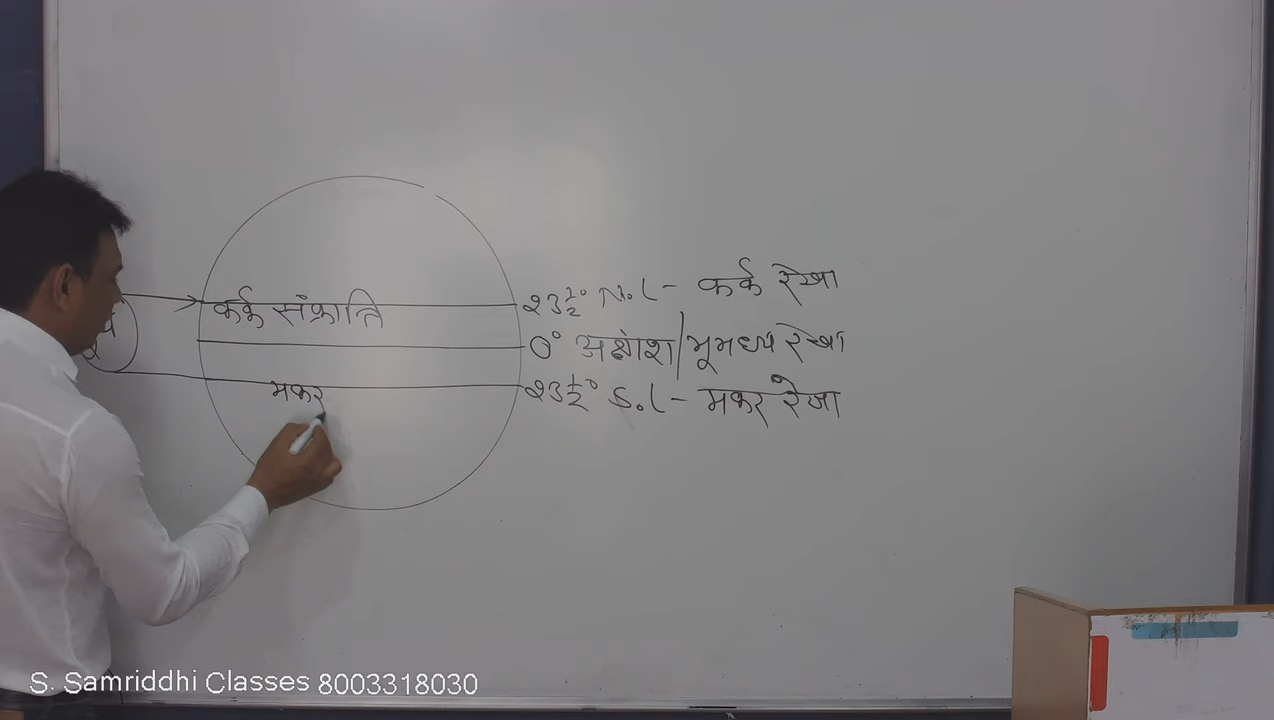 23½° N.L - कर्क रेखा
कर्क संक्रान्ति
0° अक्षांश/भूमध्य रेखा
23½° S.L - मकर रेखा
मकर
S. Samriddhi Classes 8003318030